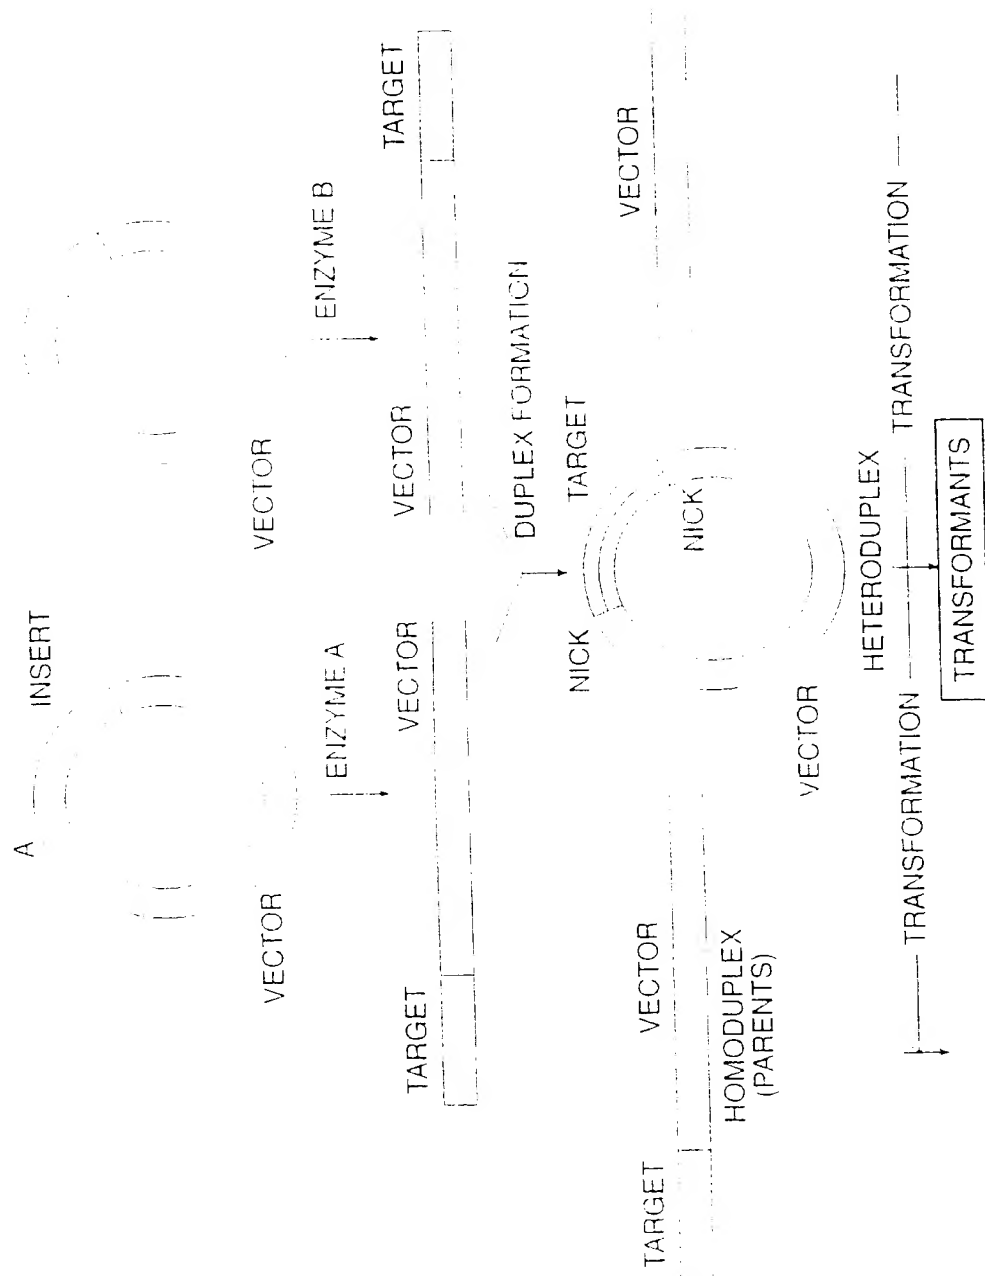 A
INSERT
VECTOR
VECTOR
ENZYME A
ENZYME B
TARGET
VECTOR
VECTOR
TARGET
DUPLEX FORMATION
NICK
TARGET
TARGET
VECTOR
NICK
VECTOR
HOMODUPLEX
(PARENTS)
VECTOR
HETERODUPLEX
TRANSFORMATION
TRANSFORMATION
TRANSFORMANTS